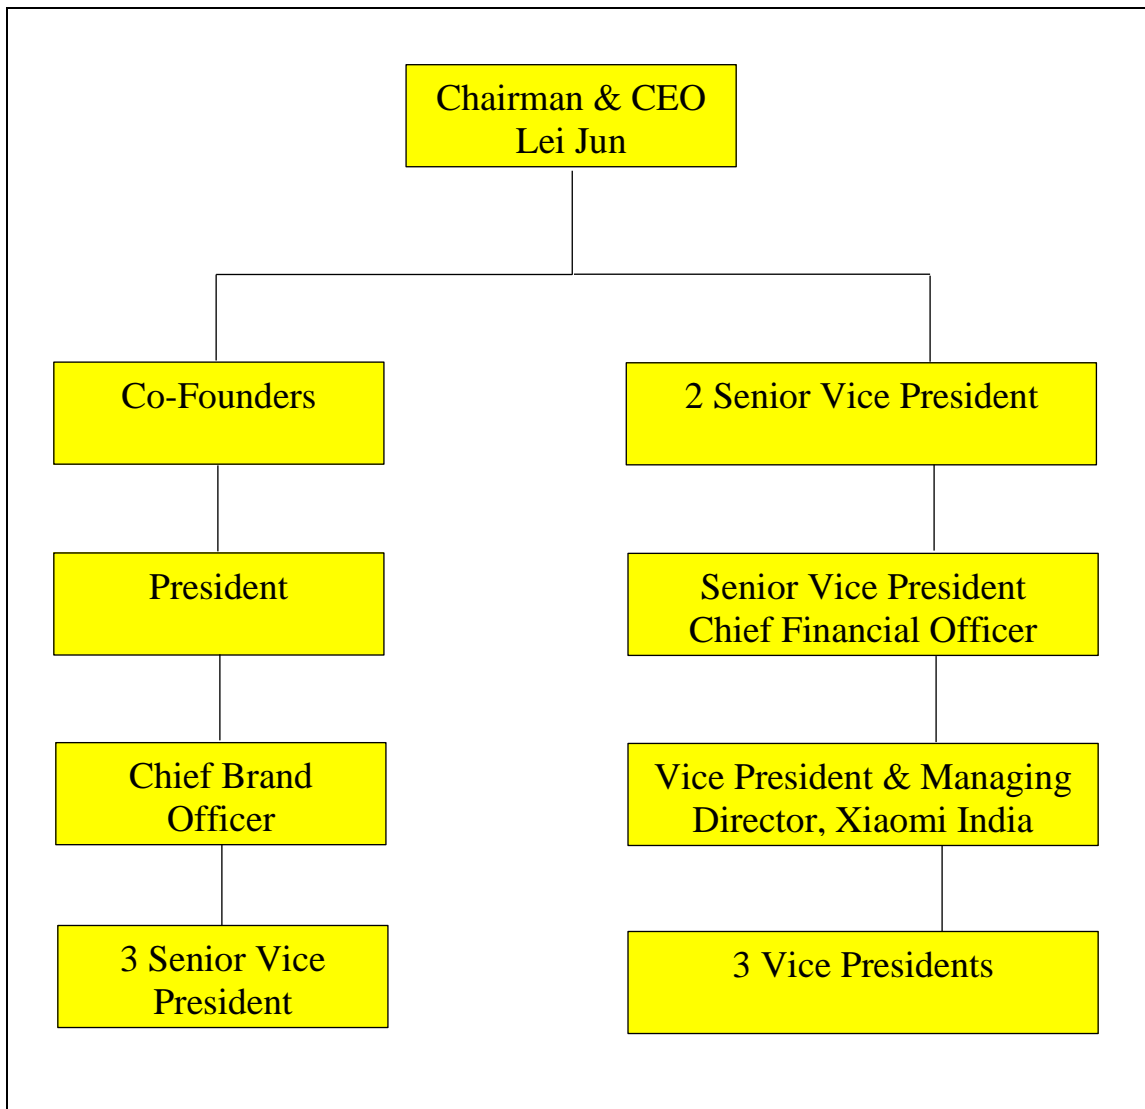 Chairman & CEO
Lei Jun
Co-Founders
2 Senior Vice President
President
Senior Vice President
Chief Financial Officer
Chief Brand
Officer
Vice President & Managing
Director, Xiaomi India
3 Senior Vice
President
3 Vice Presidents